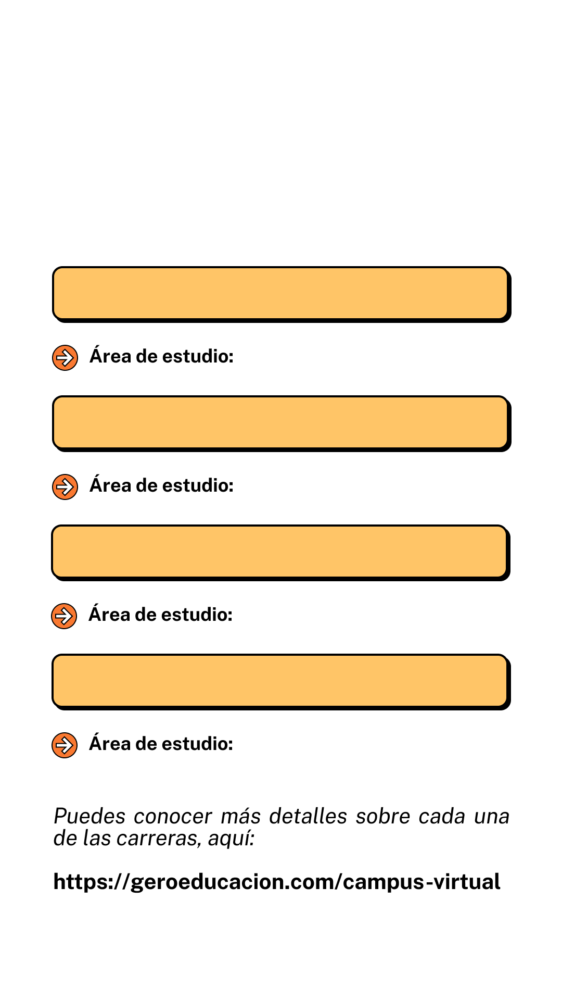 Área de estudio:
Área de estudio:
Área de estudio:
Área de estudio:
Puedes conocer más detalles sobre cada una
de las carreras, aquí:
https://geroeducacion.com/campus-virtual